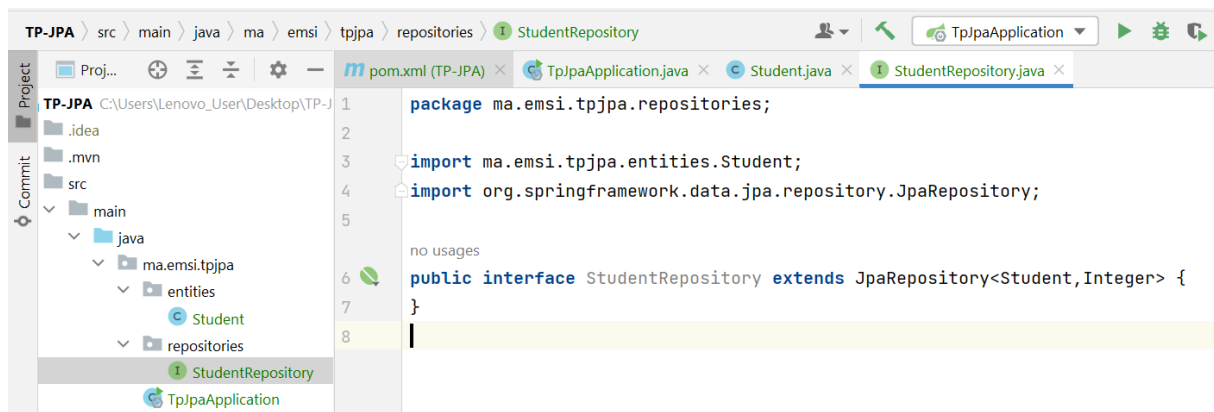 TP-JPA 〉 src 〉 main 〉 java 〉 ma 〉 emsi 〉 tpjpa 〉 repositories 〉 I StudentRepository
TpJpaApplication
Project
Commit
Proj...
m pom.xml (TP-JPA)
C TpJpaApplication.java
C Student.java
I StudentRepository.java
TP-JPA C:\Users\Lenovo_User\Desktop\TP-J
.idea
.mvn
src
main
java
ma.emsi.tpjpa
entities
C Student
repositories
I StudentRepository
C TpJpaApplication
1 package ma.emsi.tpjpa.repositories;
2
3 import ma.emsi.tpjpa.entities.Student;
4 import org.springframework.data.jpa.repository.JpaRepository;
5
no usages
6 public interface StudentRepository extends JpaRepository<Student,Integer> {
7 }
8